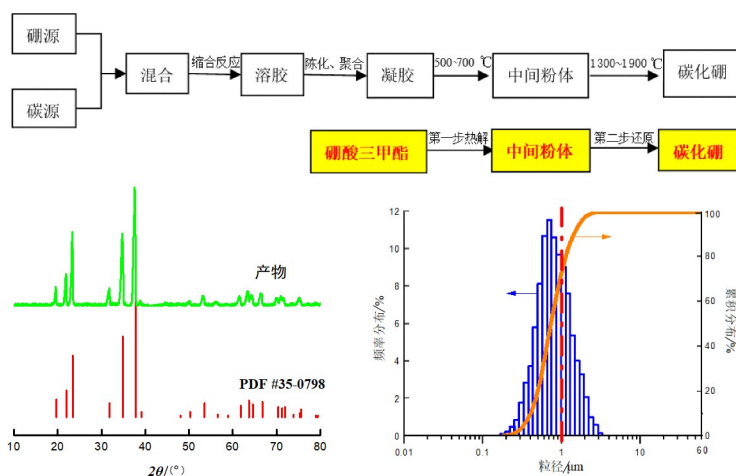 硼源
碳源
混合
缩合反应
溶胶
陈化、聚合
凝胶
500~700 ℃
中间粉体
1300~1900℃
碳化硼
硼酸三甲酯
第一步热解
中间粉体
第二步还原
碳化硼
产物
PDF #35-0798
10 20 30 40 50 60 70 80
2θ/(°)
12
10
8
6
4
2
0
频率分布/%
100
80
60
40
20
0
累积分布/%
0.01 0.1 1 10 60
粒径/μm